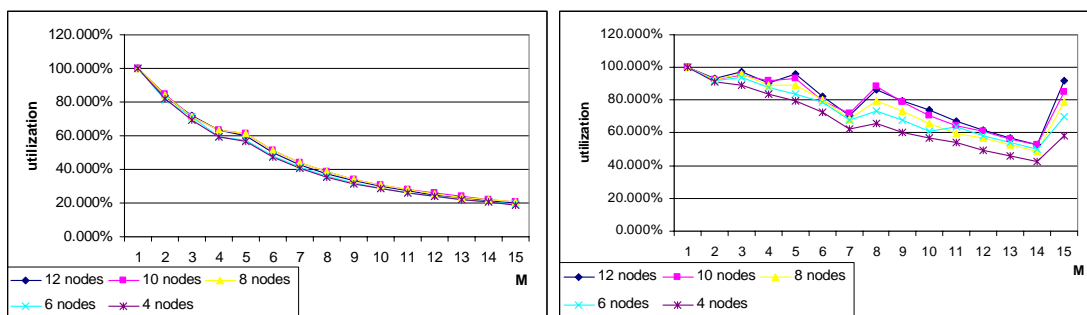 120.000%
100.000%
80.000%
60.000%
40.000%
20.000%
0.000%
utilization
1 2 3 4 5 6 7 8 9 10 11 12 13 14 15
M
12 nodes 10 nodes 8 nodes
6 nodes 4 nodes
120.000%
100.000%
80.000%
60.000%
40.000%
20.000%
0.000%
utilization
1 2 3 4 5 6 7 8 9 10 11 12 13 14 15
M
12 nodes 10 nodes 8 nodes
6 nodes 4 nodes